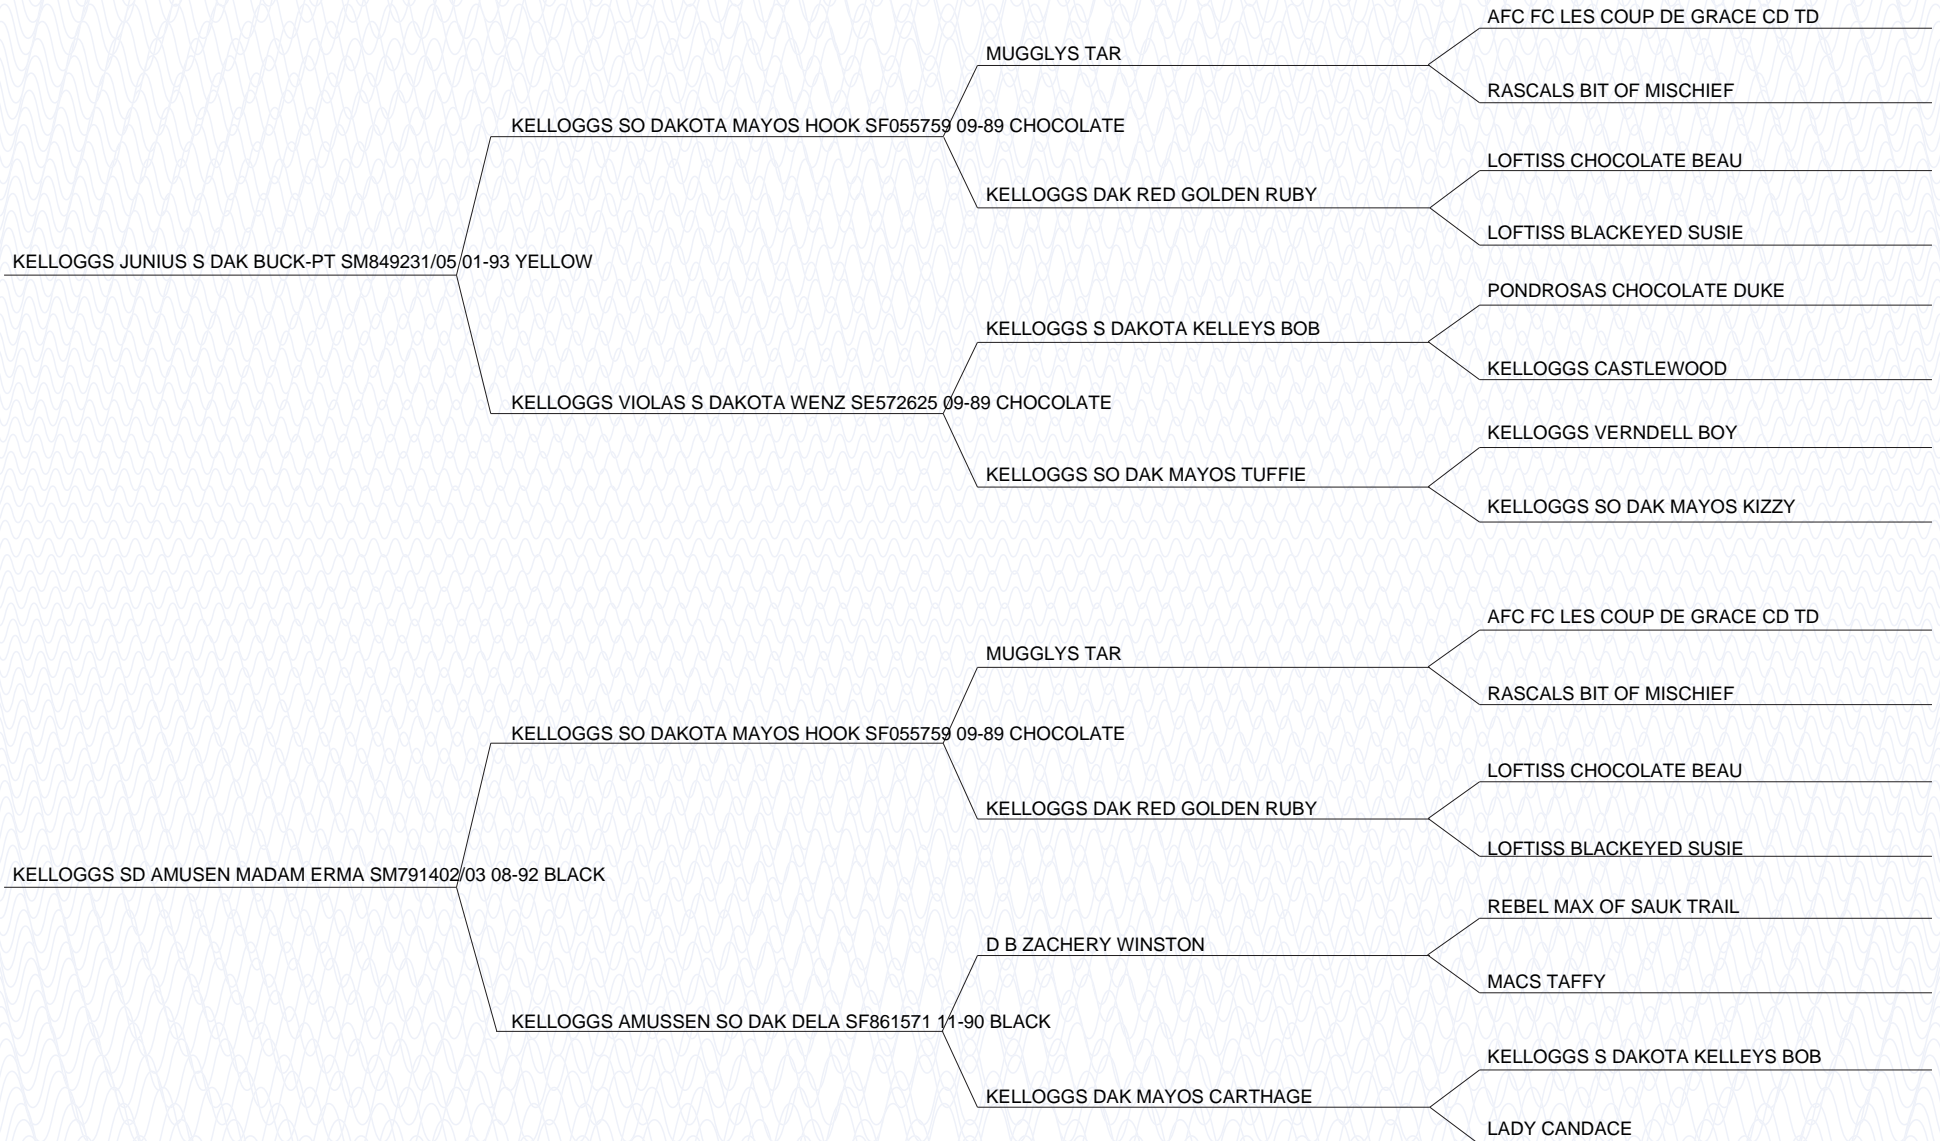 AFC FC LES COUP DE GRACE CD TD
MUGGLYS TAR
RASCALS BIT OF MISCHIEF
KELLOGGS SO DAKOTA MAYOS HOOK SF055759 09-89 CHOCOLATE
LOFTISS CHOCOLATE BEAU
KELLOGGS DAK RED GOLDEN RUBY
LOFTISS BLACKEYED SUSIE
KELLOGGS JUNIUS S DAK BUCK-PT SM849231/05 01-93 YELLOW
PONDROSAS CHOCOLATE DUKE
KELLOGGS S DAKOTA KELLEYS BOB
KELLOGGS CASTLEWOOD
KELLOGGS VIOLAS S DAKOTA WENZ SE572625 09-89 CHOCOLATE
KELLOGGS VERNDELL BOY
KELLOGGS SO DAK MAYOS TUFFIE
KELLOGGS SO DAK MAYOS KIZZY
AFC FC LES COUP DE GRACE CD TD
MUGGLYS TAR
RASCALS BIT OF MISCHIEF
KELLOGGS SO DAKOTA MAYOS HOOK SF055759 09-89 CHOCOLATE
LOFTISS CHOCOLATE BEAU
KELLOGGS DAK RED GOLDEN RUBY
LOFTISS BLACKEYED SUSIE
KELLOGGS SD AMUSEN MADAM ERMA SM791402/03 08-92 BLACK
REBEL MAX OF SAUK TRAIL
D B ZACHERY WINSTON
MACS TAFFY
KELLOGGS AMUSSEN SO DAK DELA SF861571 11-90 BLACK
KELLOGGS S DAKOTA KELLEYS BOB
KELLOGGS DAK MAYOS CARTHAGE
LADY CANDACE